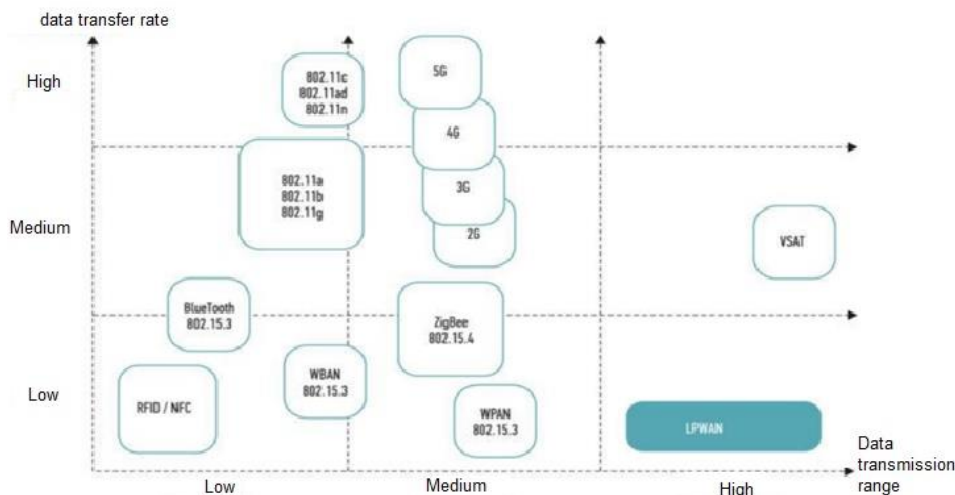 data transfer rate
High
802.11c
802.11ad
802.11n
5G
4G
802.11a
802.11b
802.11g
3G
Medium
2G
VSAT
BlueTooth
802.15.3
ZigBee
802.15.4
WBAN
802.15.3
Low
RFID / NFC
WPAN
802.15.3
LPWAN
Data
transmission
range
Low
Medium
High